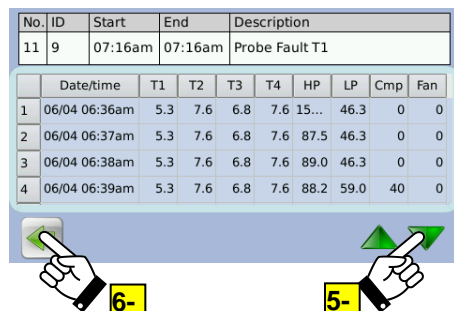 No. ID Start End Description
11 9 07:16am 07:16am Probe Fault T1
Date/time T1 T2 T3 T4 HP LP Cmp Fan
1 06/04 06:36am 5.3 7.6 6.8 7.6 15... 46.3 0 0
2 06/04 06:37am 5.3 7.6 6.8 7.6 87.5 46.3 0 0
3 06/04 06:38am 5.3 7.6 6.8 7.6 89.0 46.3 0 0
4 06/04 06:39am 5.3 7.6 6.8 7.6 88.2 59.0 40 0
6- 5-